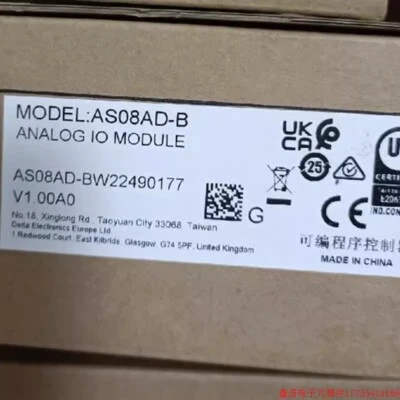 MODEL:AS08AD-B
ANALOG IO MODULE
UK
CA
25
AS08AD-BW22490177
V1.00A0
G
CE
No.18, Xinglong Rd., Taoyuan City 33068, Taiwan
Delta Electronics Europe Ltd
1 Redwood Court, East Kilbride, Glasgow, G74 5PF, United Kingdom
可编程序控制
MADE IN CHINA